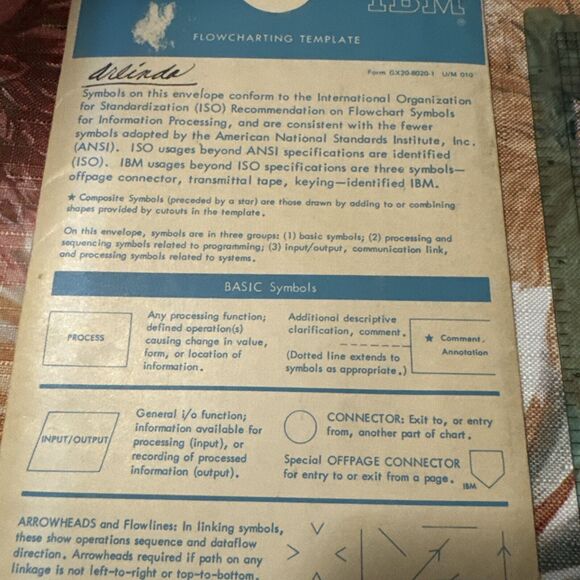 IBM®
FLOWCHARTING TEMPLATE
Arlinda
Form GX20-8020-1 U/M 010
Symbols on this envelope conform to the International Organization
for Standardization (ISO) Recommendation on Flowchart Symbols
for Information Processing, and are consistent with the fewer
symbols adopted by the American National Standards Institute, Inc.
(ANSI). ISO usages beyond ANSI specifications are identified
(ISO). IBM usages beyond ISO specifications are three symbols—
offpage connector, transmittal tape, keying—identified IBM.
★ Composite Symbols (preceded by a star) are those drawn by adding to or combining
shapes provided by cutouts in the template.
On this envelope, symbols are in three groups: (1) basic symbols; (2) processing and
sequencing symbols related to programming; (3) input/output, communication link,
and processing symbols related to systems.
BASIC Symbols
PROCESS
Any processing function;
defined operation(s)
causing change in value,
form, or location of
information.
Additional descriptive
clarification, comment.
(Dotted line extends to
symbols as appropriate.)
★ Comment,
Annotation
INPUT/OUTPUT
General i/o function;
information available for
processing (input), or
recording of processed
information (output).
CONNECTOR: Exit to, or entry
from, another part of chart.
Special OFFPAGE CONNECTOR
for entry to or exit from a page.
IBM
ARROWHEADS and Flowlines: In linking symbols,
these show operations sequence and dataflow
direction. Arrowheads required if path on any
linkage is not left-to-right or top-to-bottom.